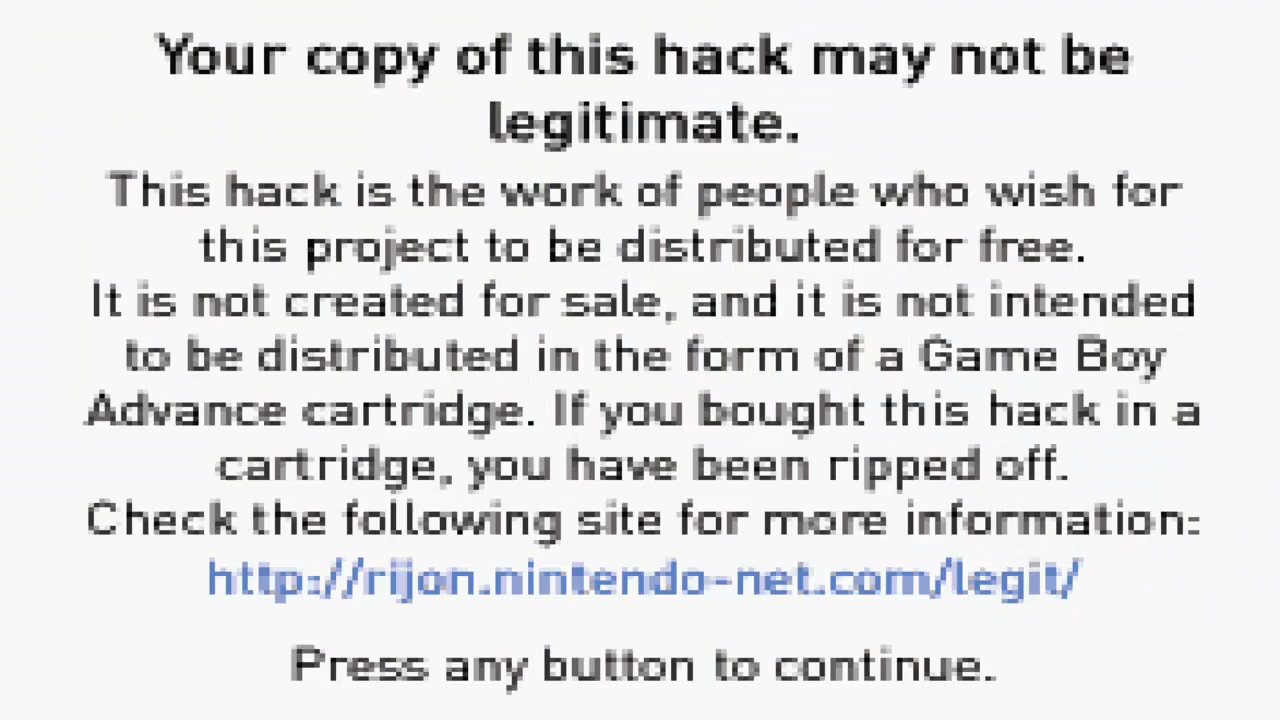 Your copy of this hack may not be
legitimate.
This hack is the work of people who wish for
this project to be distributed for free.
It is not created for sale, and it is not intended
to be distributed in the form of a Game Boy
Advance cartridge. If you bought this hack in a
cartridge, you have been ripped off.
Check the following site for more information:
http://rijon.nintendo-net.com/legit/
Press any button to continue.